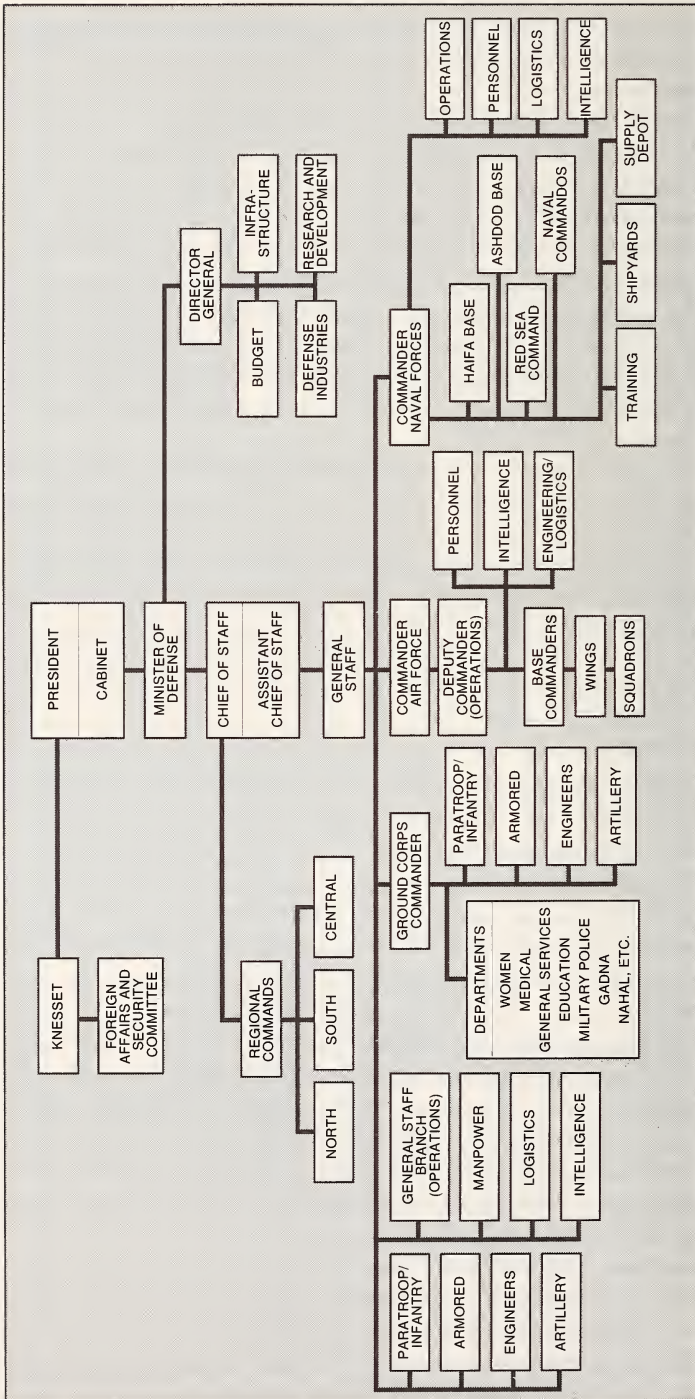 PRESIDENT
CABINET
KNESSET
FOREIGN
AFFAIRS AND
SECURITY
COMMITTEE
MINISTER OF
DEFENSE
DIRECTOR
GENERAL
BUDGET
INFRA-
STRUCTURE
DEFENSE
INDUSTRIES
RESEARCH AND
DEVELOPMENT
CHIEF OF STAFF
ASSISTANT
CHIEF OF STAFF
REGIONAL
COMMANDS
NORTH
SOUTH
CENTRAL
GENERAL
STAFF
PARATROOP/
INFANTRY
ARMORED
ENGINEERS
ARTILLERY
GENERAL STAFF
BRANCH
(OPERATIONS)
MANPOWER
LOGISTICS
INTELLIGENCE
GROUND CORPS
COMMANDER
DEPARTMENTS
WOMEN
MEDICAL
GENERAL SERVICES
EDUCATION
MILITARY POLICE
GADNA
NAHAL, ETC.
PARATROOP/
INFANTRY
ARMORED
ENGINEERS
ARTILLERY
COMMANDER
AIR FORCE
DEPUTY
COMMANDER
(OPERATIONS)
PERSONNEL
INTELLIGENCE
ENGINEERING/
LOGISTICS
BASE
COMMANDERS
WINGS
SQUADRONS
COMMANDER
NAVAL FORCES
HAIFA BASE
ASHDOD BASE
RED SEA
COMMAND
NAVAL
COMMANDOS
TRAINING
SHIPYARDS
SUPPLY
DEPOT
OPERATIONS
PERSONNEL
LOGISTICS
INTELLIGENCE